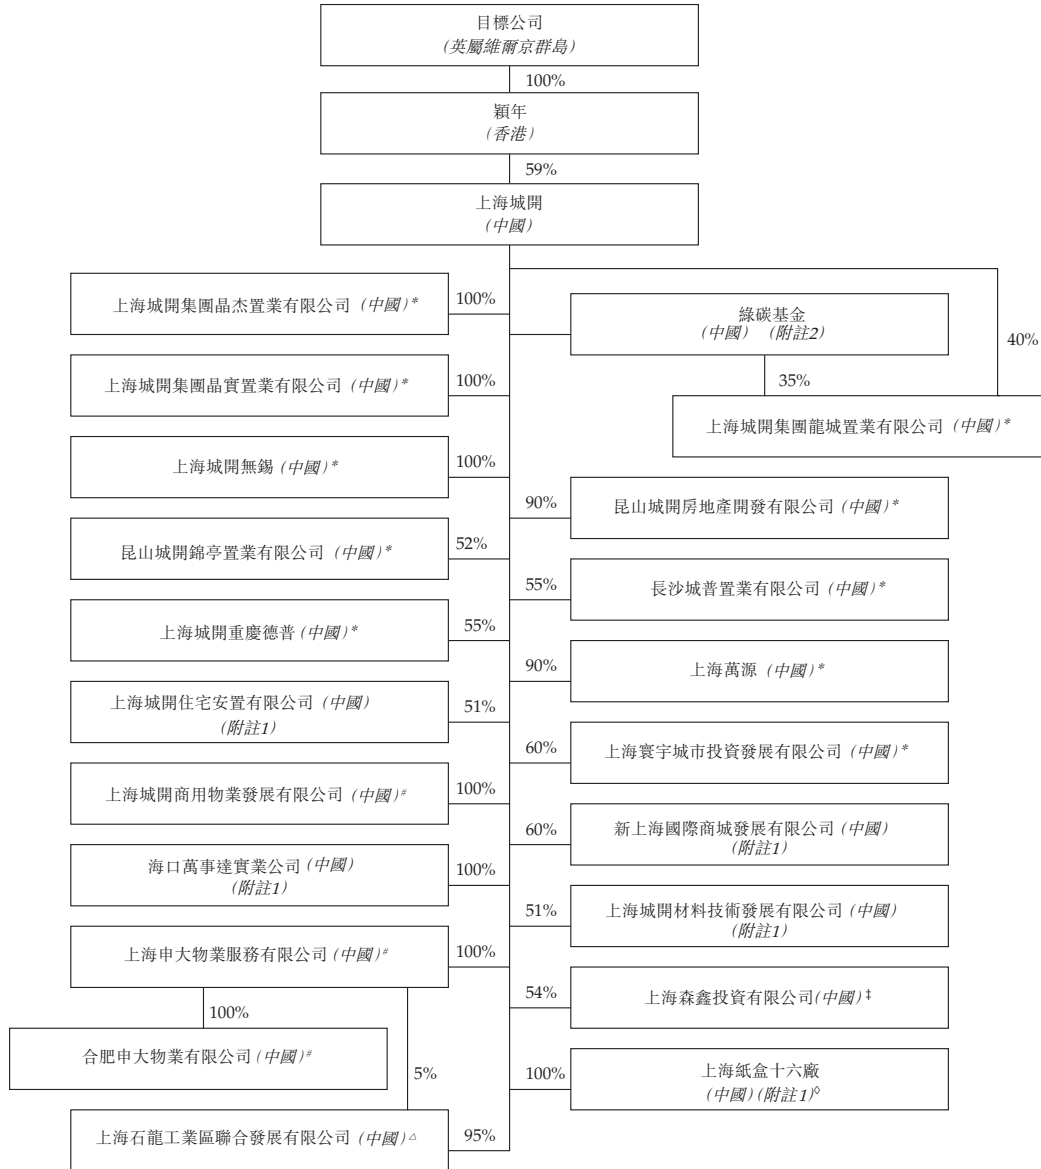 目標公司
(英屬維爾京群島)
100%
穎年
(香港)
59%
上海城開
(中國)
上海城開集團晶杰置業有限公司 (中國)*
100%
綠碳基金
(中國) (附註2)
40%
35%
上海城開集團晶實置業有限公司 (中國)*
100%
上海城開集團龍城置業有限公司 (中國)*
上海城開無錫 (中國)*
100%
90%
昆山城開房地產開發有限公司 (中國)*
昆山城開錦亭置業有限公司 (中國)*
52%
55%
長沙城普置業有限公司 (中國)*
上海城開重慶德普 (中國)*
55%
90%
上海萬源 (中國)*
上海城開住宅安置有限公司 (中國)
(附註1)
51%
60%
上海寰宇城市投資發展有限公司 (中國)*
上海城開商用物業發展有限公司 (中國)#
100%
60%
新上海國際商城發展有限公司 (中國)
(附註1)
海口萬事達實業公司 (中國)
(附註1)
100%
51%
上海城開材料技術發展有限公司 (中國)
(附註1)
上海申大物業服務有限公司 (中國)#
100%
54%
上海森鑫投資有限公司(中國)‡
100%
合肥申大物業有限公司 (中國)#
5%
100%
上海紙盒十六廠
(中國) (附註1)◊
上海石龍工業區聯合發展有限公司 (中國)△
95%